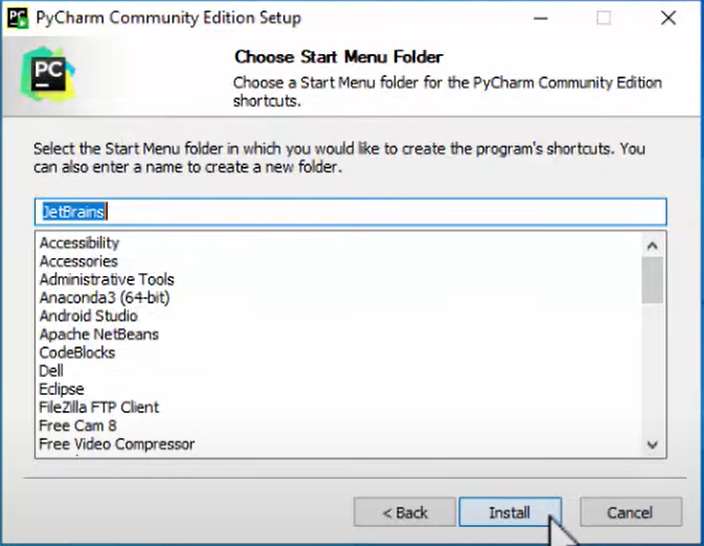 PyCharm Community Edition Setup
PC
Choose Start Menu Folder
Choose a Start Menu folder for the PyCharm Community Edition
shortcuts.
Select the Start Menu folder in which you would like to create the program's shortcuts. You
can also enter a name to create a new folder.
JetBrains
Accessibility
Accessories
Administrative Tools
Anaconda3 (64-bit)
Android Studio
Apache NetBeans
CodeBlocks
Dell
Eclipse
FileZilla FTP Client
Free Cam 8
Free Video Compressor
< Back Install Cancel